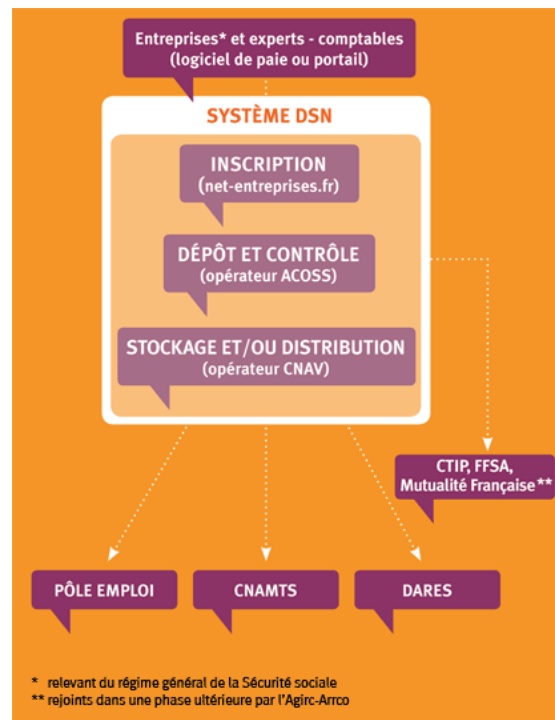 Entreprises* et experts - comptables
(logiciel de paie ou portail)
SYSTÈME DSN
INSCRIPTION
(net-entreprises.fr)
DÉPÔT ET CONTRÔLE
(opérateur ACOSS)
STOCKAGE ET/OU DISTRIBUTION
(opérateur CNAV)
CTIP, FFSA,
Mutualité Française**
PÔLE EMPLOI
CNAMTS
DARES
* relevant du régime général de la Sécurité sociale
** rejoints dans une phase ultérieure par l'Agirc-Arrco